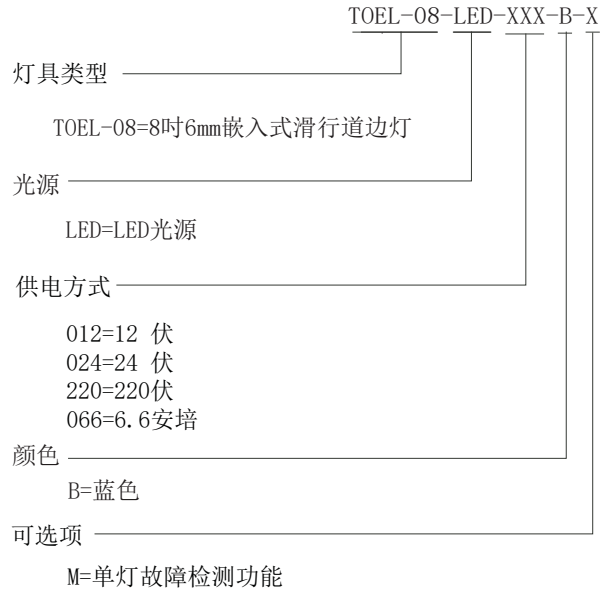 TOEL-08-LED-XXX-B-X
灯具类型
TOEL-08=8吋6mm嵌入式滑行道边灯
光源
LED=LED光源
供电方式
012=12 伏
024=24 伏
220=220伏
066=6.6安培
颜色
B=蓝色
可选项
M=单灯故障检测功能